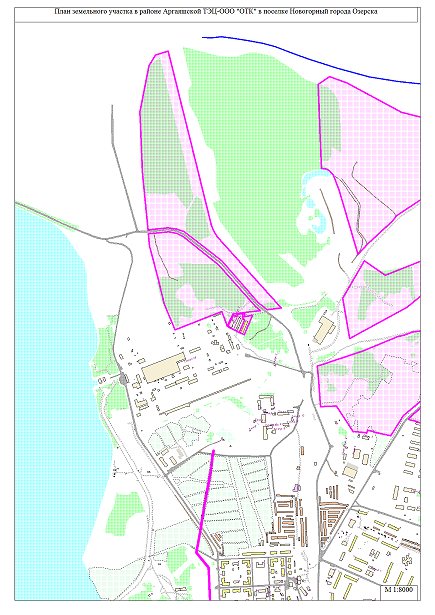 План земельного участка в районе Аргаяшской ТЭЦ-ООО "ОТК" в поселке Новогорный города Озерска
М 1:8000